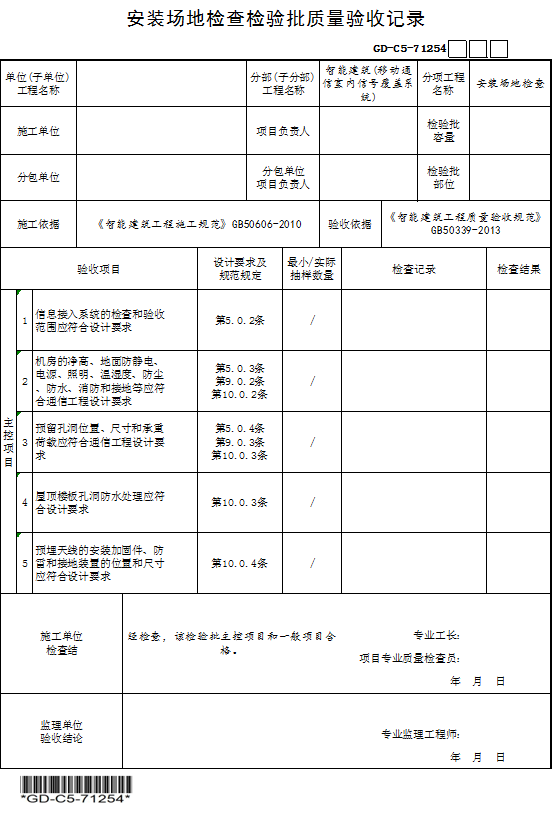 安装场地检查检验批质量验收记录
GD-C5-71254
单位(子单位)
工程名称
分部(子分部)
工程名称
智能建筑(移动通
信室内信号覆盖系
统)
分项工程
名称
安装场地检查
施工单位
项目负责人
检验批
容量
分包单位
分包单位
项目负责人
检验批
部位
施工依据
《智能建筑工程施工规范》GB50606-2010
验收依据
《智能建筑工程质量验收规范》
GB50339-2013
验收项目
设计要求及
规范规定
最小/实际
抽样数量
检查记录
检查结果
主控项目
1
信息接入系统的检查和验收
范围应符合设计要求
第5.0.2条
/
2
机房的净高、地面防静电、
电源、照明、温湿度、防尘
、防水、消防和接地等应符
合通信工程设计要求
第5.0.3条
第9.0.2条
第10.0.2条
/
3
预留孔洞位置、尺寸和承重
荷载应符合通信工程设计要
求
第5.0.4条
第9.0.3条
第10.0.3条
/
4
屋顶楼板孔洞防水处理应符
合设计要求
第10.0.3条
/
5
预埋天线的安装加固件、防
雷和接地装置的位置和尺寸
应符合设计要求
第10.0.4条
/
施工单位
检查结
经检查，该检验批主控项目和一般项目合
格。
专业工长:
项目专业质量检查员:
年 月 日
监理单位
验收结论
专业监理工程师:
年 月 日
*GD-C5-71254*